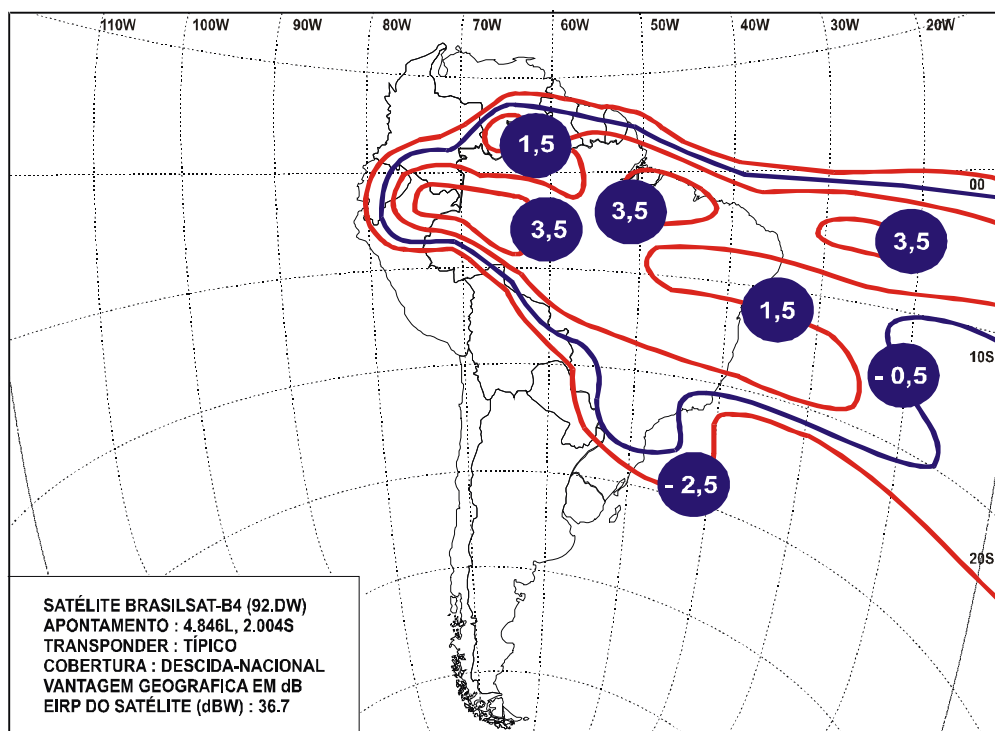 110W 100W 90W 80W 70W 60W 50W 40W 30W 20W
1,5
00
3,5
3,5
3,5
1,5
10S
- 0,5
- 2,5
20S
SATÉLITE BRASILSAT-B4 (92.DW)
APONTAMENTO : 4.846L, 2.004S
TRANSPONDER : TÍPICO
COBERTURA : DESCIDA-NACIONAL
VANTAGEM GEOGRAFICA EM dB
EIRP DO SATÉLITE (dBW) : 36.7